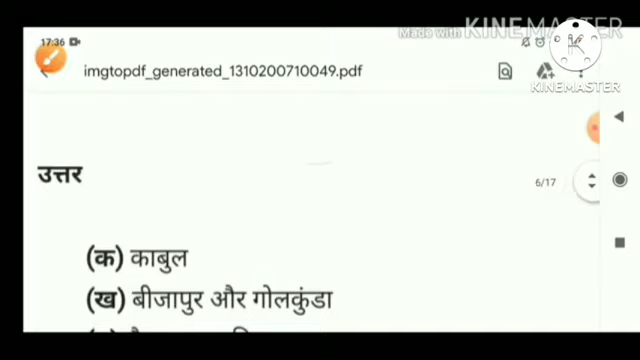 Made with KINEMASTER
17:36
KINEMASTER
imgtopdf_generated_1310200710049.pdf
उत्तर
6/17
(क) काबुल
(ख) बीजापुर और गोलकुंडा